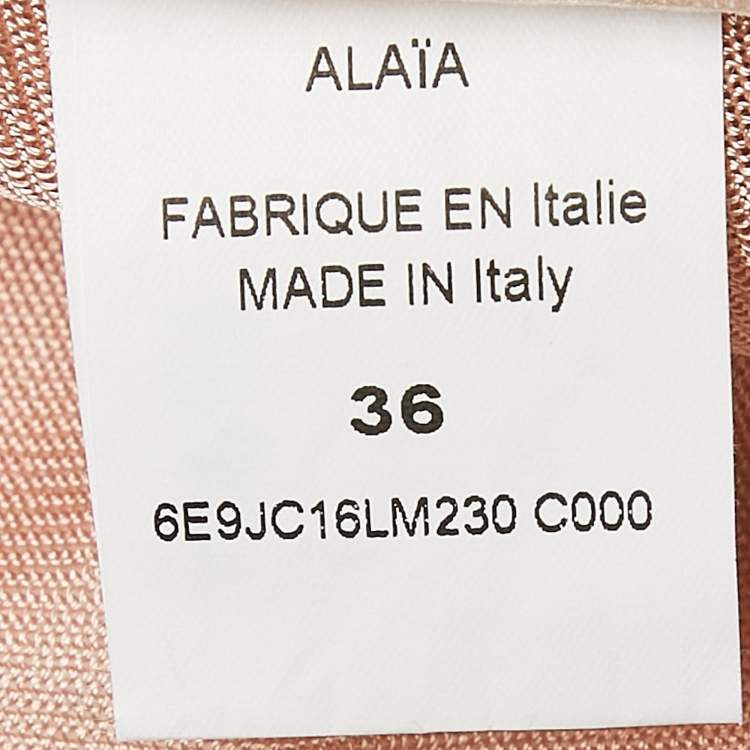 ALAÏA
FABRIQUE EN Italie
MADE IN Italy
36
6E9JC16LM230 C000